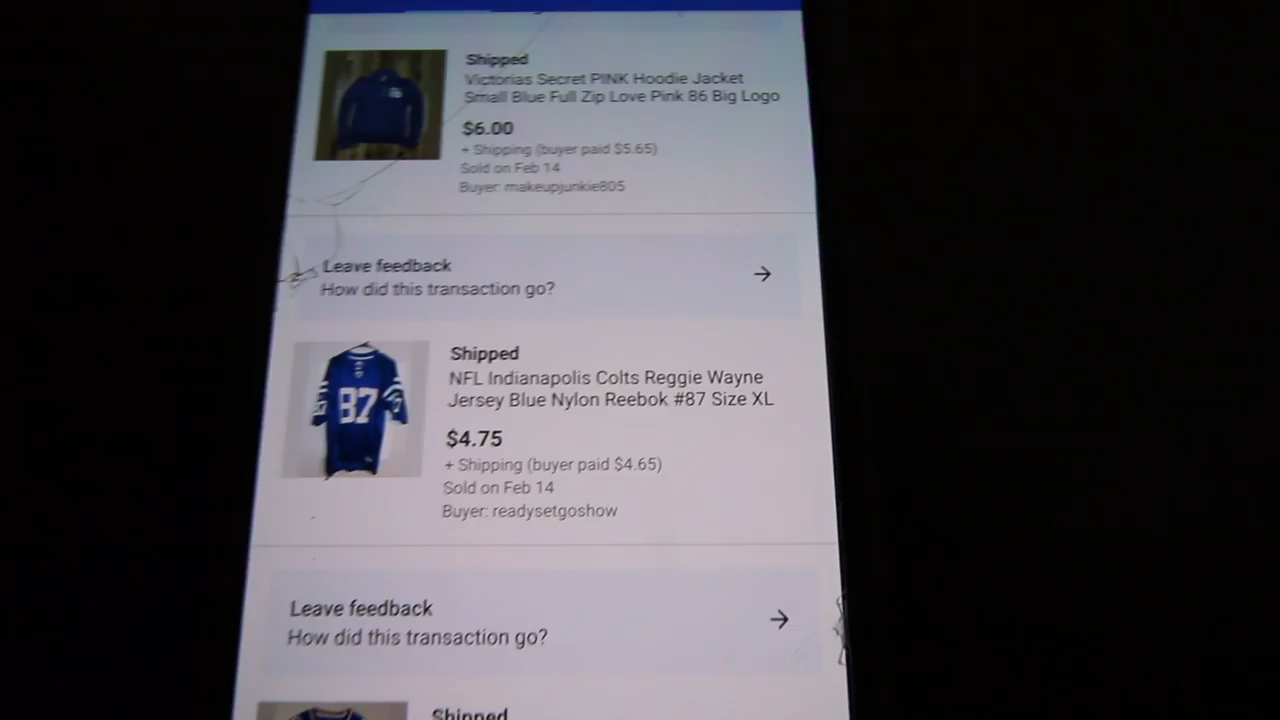 Shipped
Victorias Secret PINK Hoodie Jacket
Small Blue Full Zip Love Pink 86 Big Logo
$6.00
+ Shipping (buyer paid $5.65)
Sold on Feb 14
Buyer: makeupjunkie805
Leave feedback
How did this transaction go?
87
Shipped
NFL Indianapolis Colts Reggie Wayne
Jersey Blue Nylon Reebok #87 Size XL
$4.75
+ Shipping (buyer paid $4.65)
Sold on Feb 14
Buyer: readysetgoshow
Leave feedback
How did this transaction go?
Shipped